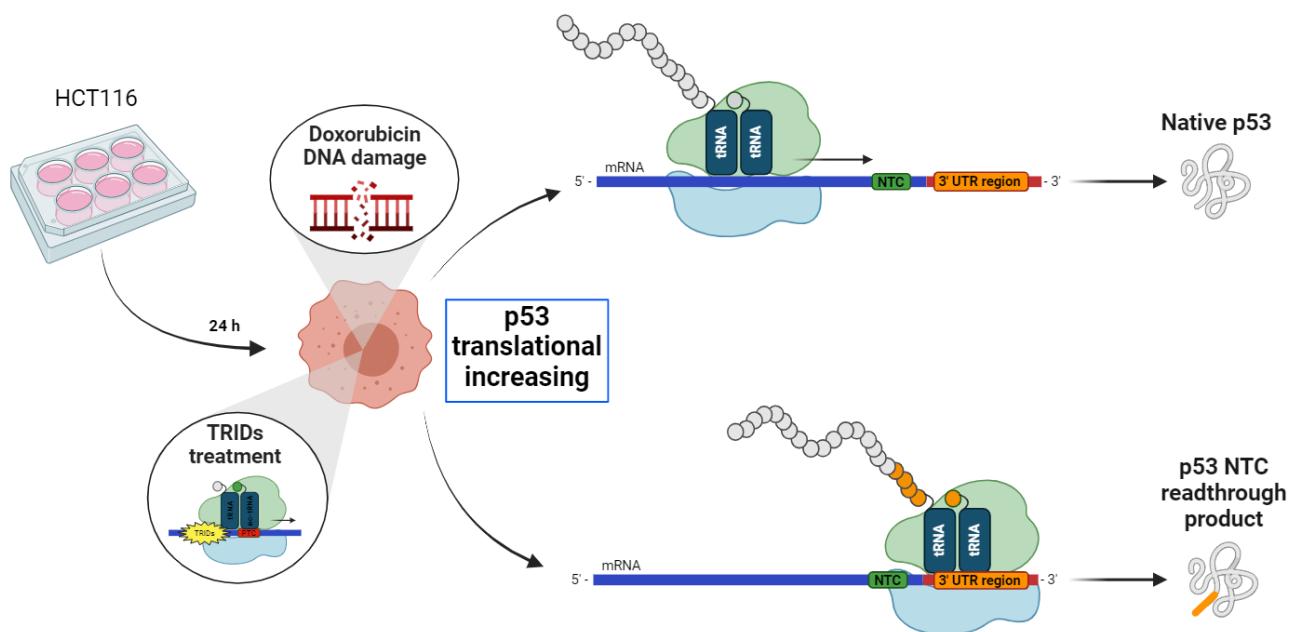 HCT116
24 h
Doxorubicin
DNA damage
TRIDs
treatment
tRNA
nc-tRNA
TRIDs
PTC
p53
translational
increasing
tRNA
tRNA
mRNA
5' -
NTC
3' UTR region
- 3'
Native p53
tRNA
tRNA
mRNA
5' -
NTC
3' UTR region
- 3'
p53 NTC
readthrough
product